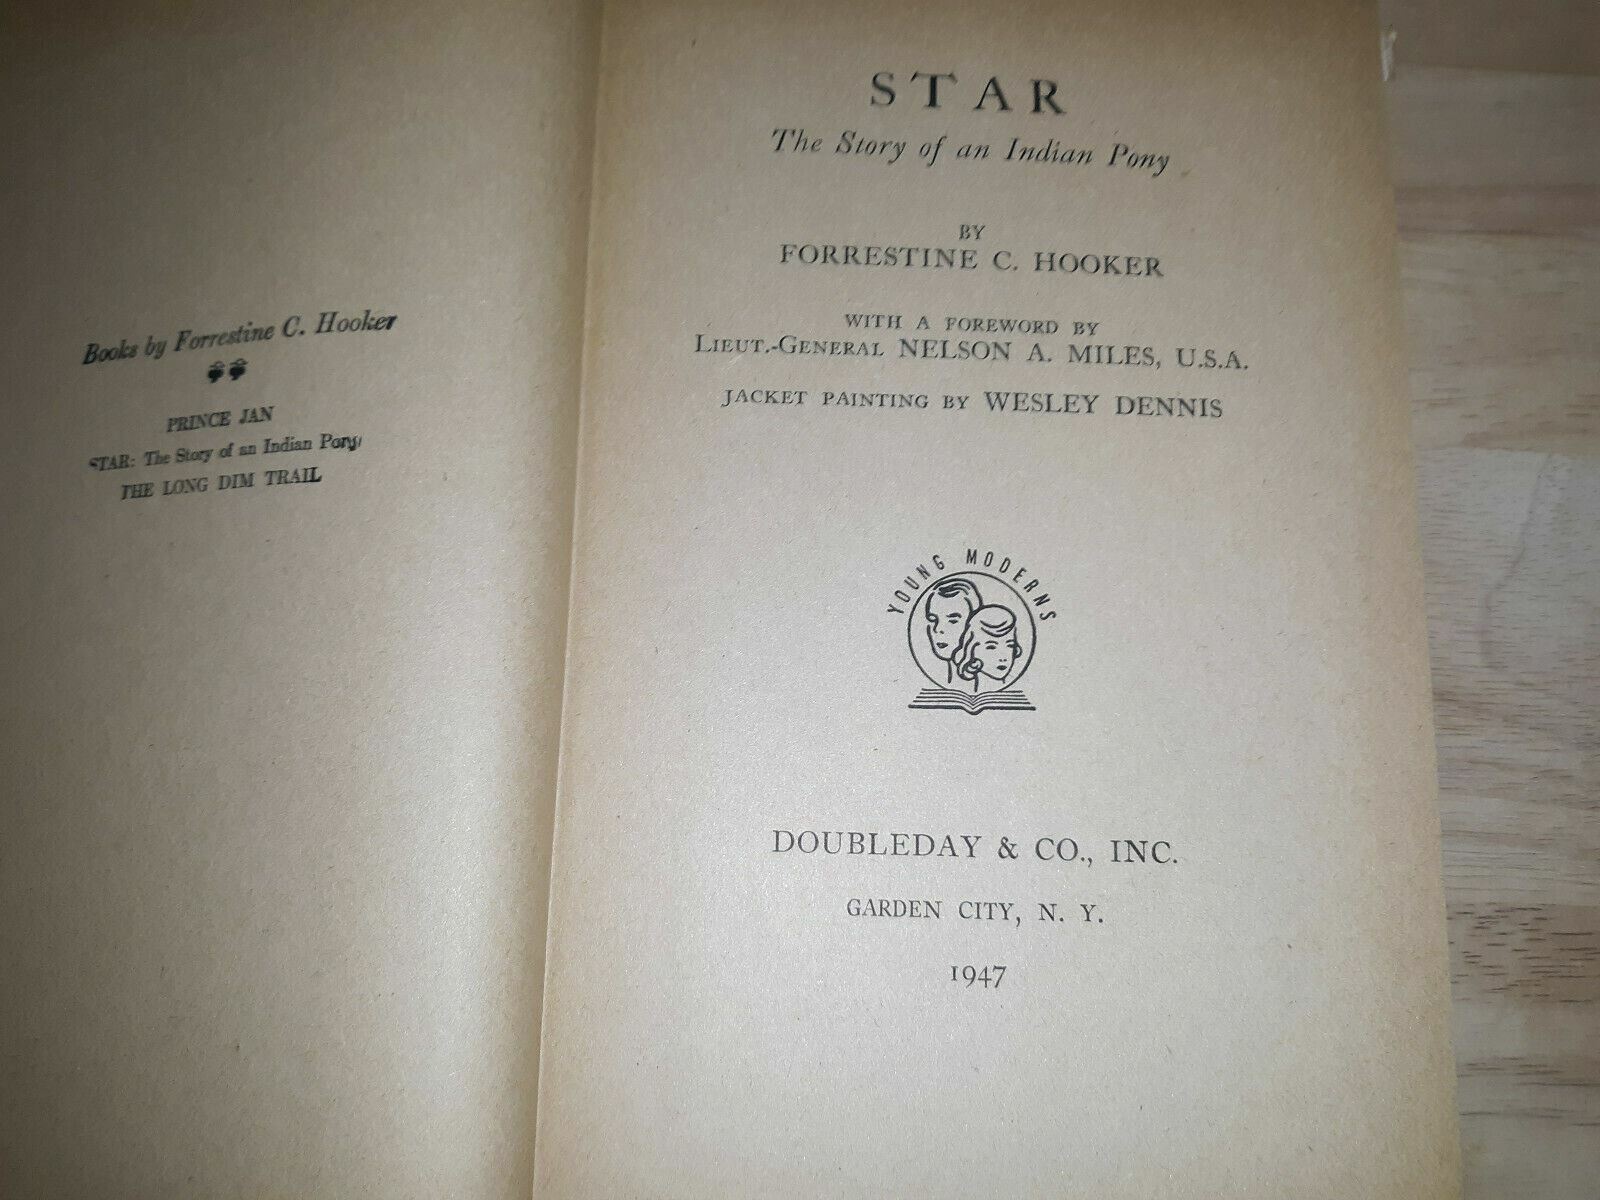 Books by Forrestine C. Hooker
PRINCE JAN
STAR: The Story of an Indian Pony
THE LONG DIM TRAIL
STAR
The Story of an Indian Pony
BY
FORRESTINE C. HOOKER
WITH A FOREWORD BY
LIEUT.-GENERAL NELSON A. MILES, U.S.A.
JACKET PAINTING BY WESLEY DENNIS
YOUNG MODERNS
DOUBLEDAY & CO., INC.
GARDEN CITY, N. Y.
1947